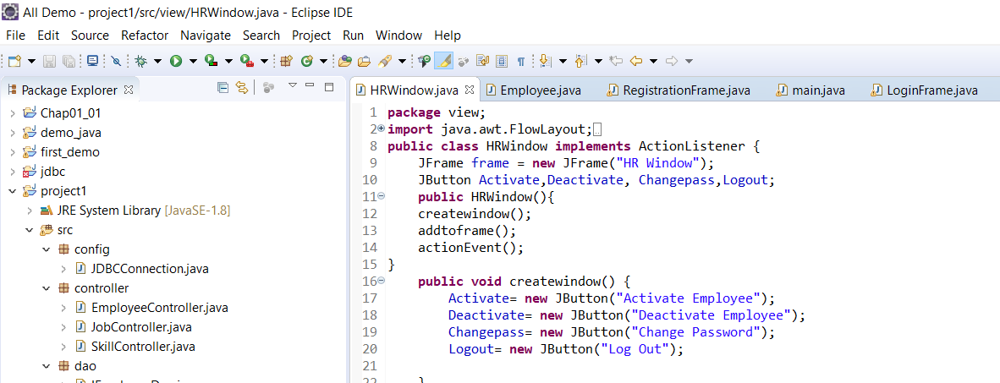 All Demo - project1/src/view/HRWindow.java - Eclipse IDE
File Edit Source Refactor Navigate Search Project Run Window Help
Package Explorer
Chap01_01
demo_java
first_demo
jdbc
project1
JRE System Library [JavaSE-1.8]
src
config
JDBCConnection.java
controller
EmployeeController.java
JobController.java
SkillController.java
dao
HRWindow.java Employee.java RegistrationFrame.java main.java LoginFrame.java
1 package view;
2 import java.awt.FlowLayout;
8 public class HRWindow implements ActionListener {
9 JFrame frame = new JFrame("HR Window");
10 JButton Activate,Deactivate, Changepass,Logout;
11 public HRWindow(){
12 createwindow();
13 addtoframe();
14 actionEvent();
15 }
16 public void createwindow() {
17 Activate= new JButton("Activate Employee");
18 Deactivate= new JButton("Deactivate Employee");
19 Changepass= new JButton("Change Password");
20 Logout= new JButton("Log Out");
21
22 }